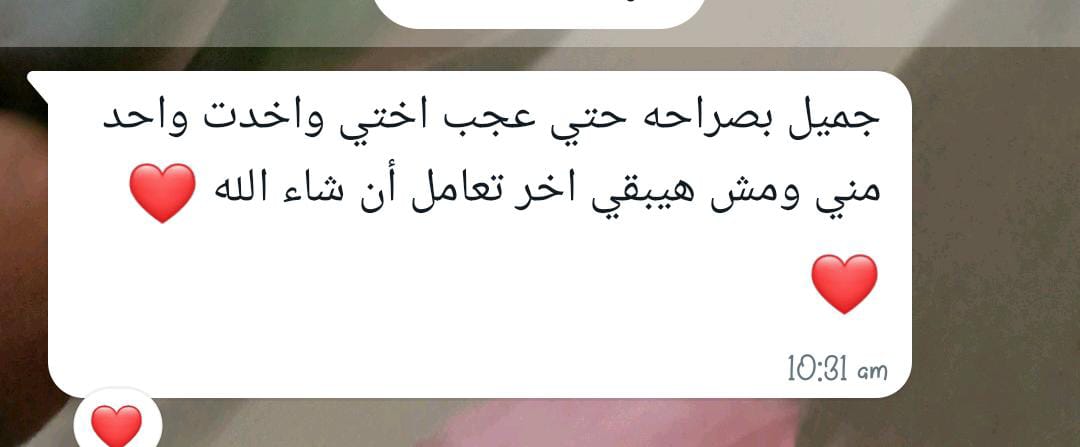 جميل بصراحه حتي عجب اختي واخدت واحد
مني ومش هيبقي اخر تعامل أن شاء الله ❤️
❤️
10:31 am